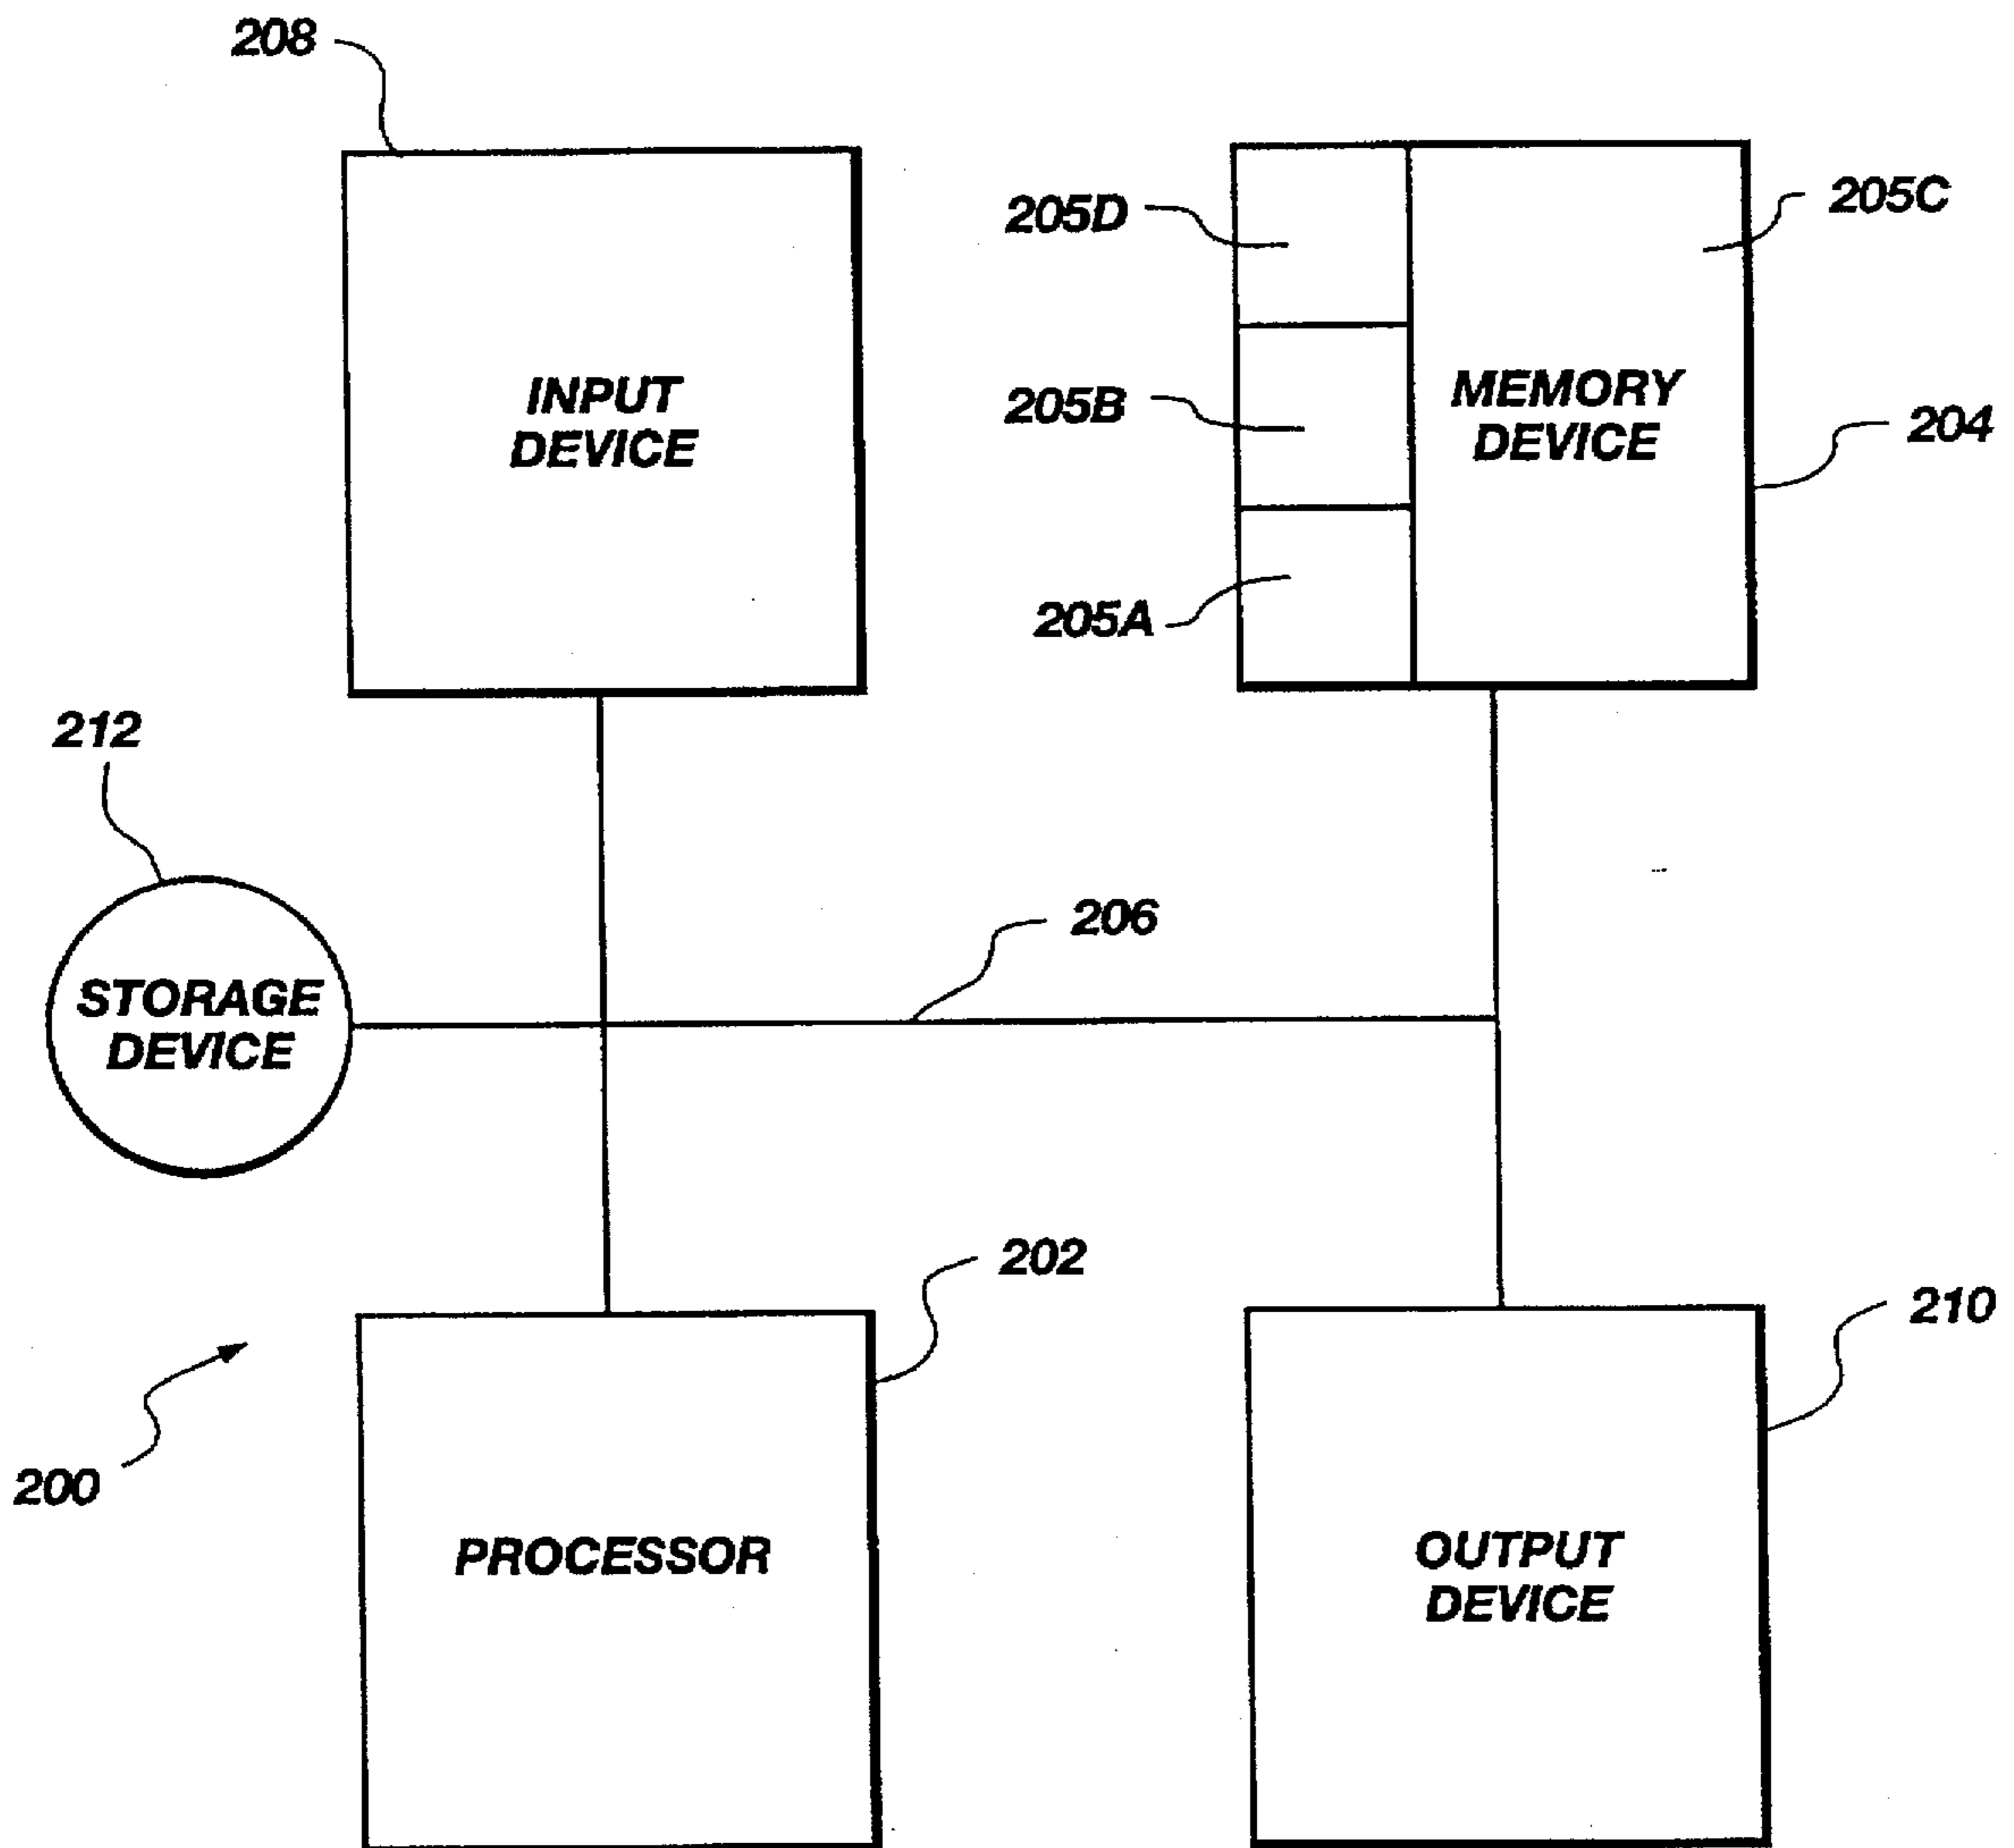 208
205D
205C
INPUT
DEVICE
205B
MEMORY
DEVICE
204
205A
212
206
STORAGE
DEVICE
202
210
200
PROCESSOR
OUTPUT
DEVICE